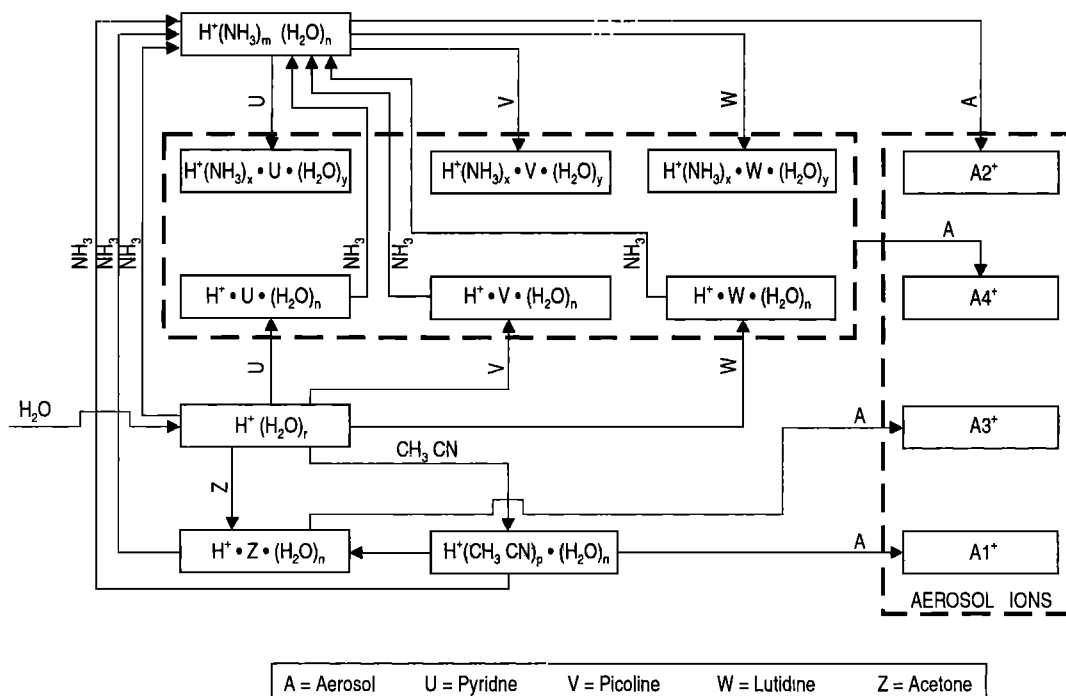 H⁺(NH₃)ₘ (H₂O)ₙ
U
V
W
A
H⁺(NH₃)ₓ • U • (H₂O)ᵧ
H⁺(NH₃)ₓ • V • (H₂O)ᵧ
H⁺(NH₃)ₓ • W • (H₂O)ᵧ
A2⁺
NH₃
NH₃
NH₃
NH₃
NH₃
NH₃
A
H⁺ • U • (H₂O)ₙ
H⁺ • V • (H₂O)ₙ
H⁺ • W • (H₂O)ₙ
A4⁺
U
V
W
H₂O
H⁺ (H₂O)ᵣ
A
A3⁺
CH₃ CN
Z
H⁺ • Z • (H₂O)ₙ
H⁺(CH₃ CN)ₚ • (H₂O)ₙ
A
A1⁺
AEROSOL IONS
A = Aerosol U = Pyridne V = Picoline W = Lutidine Z = Acetone